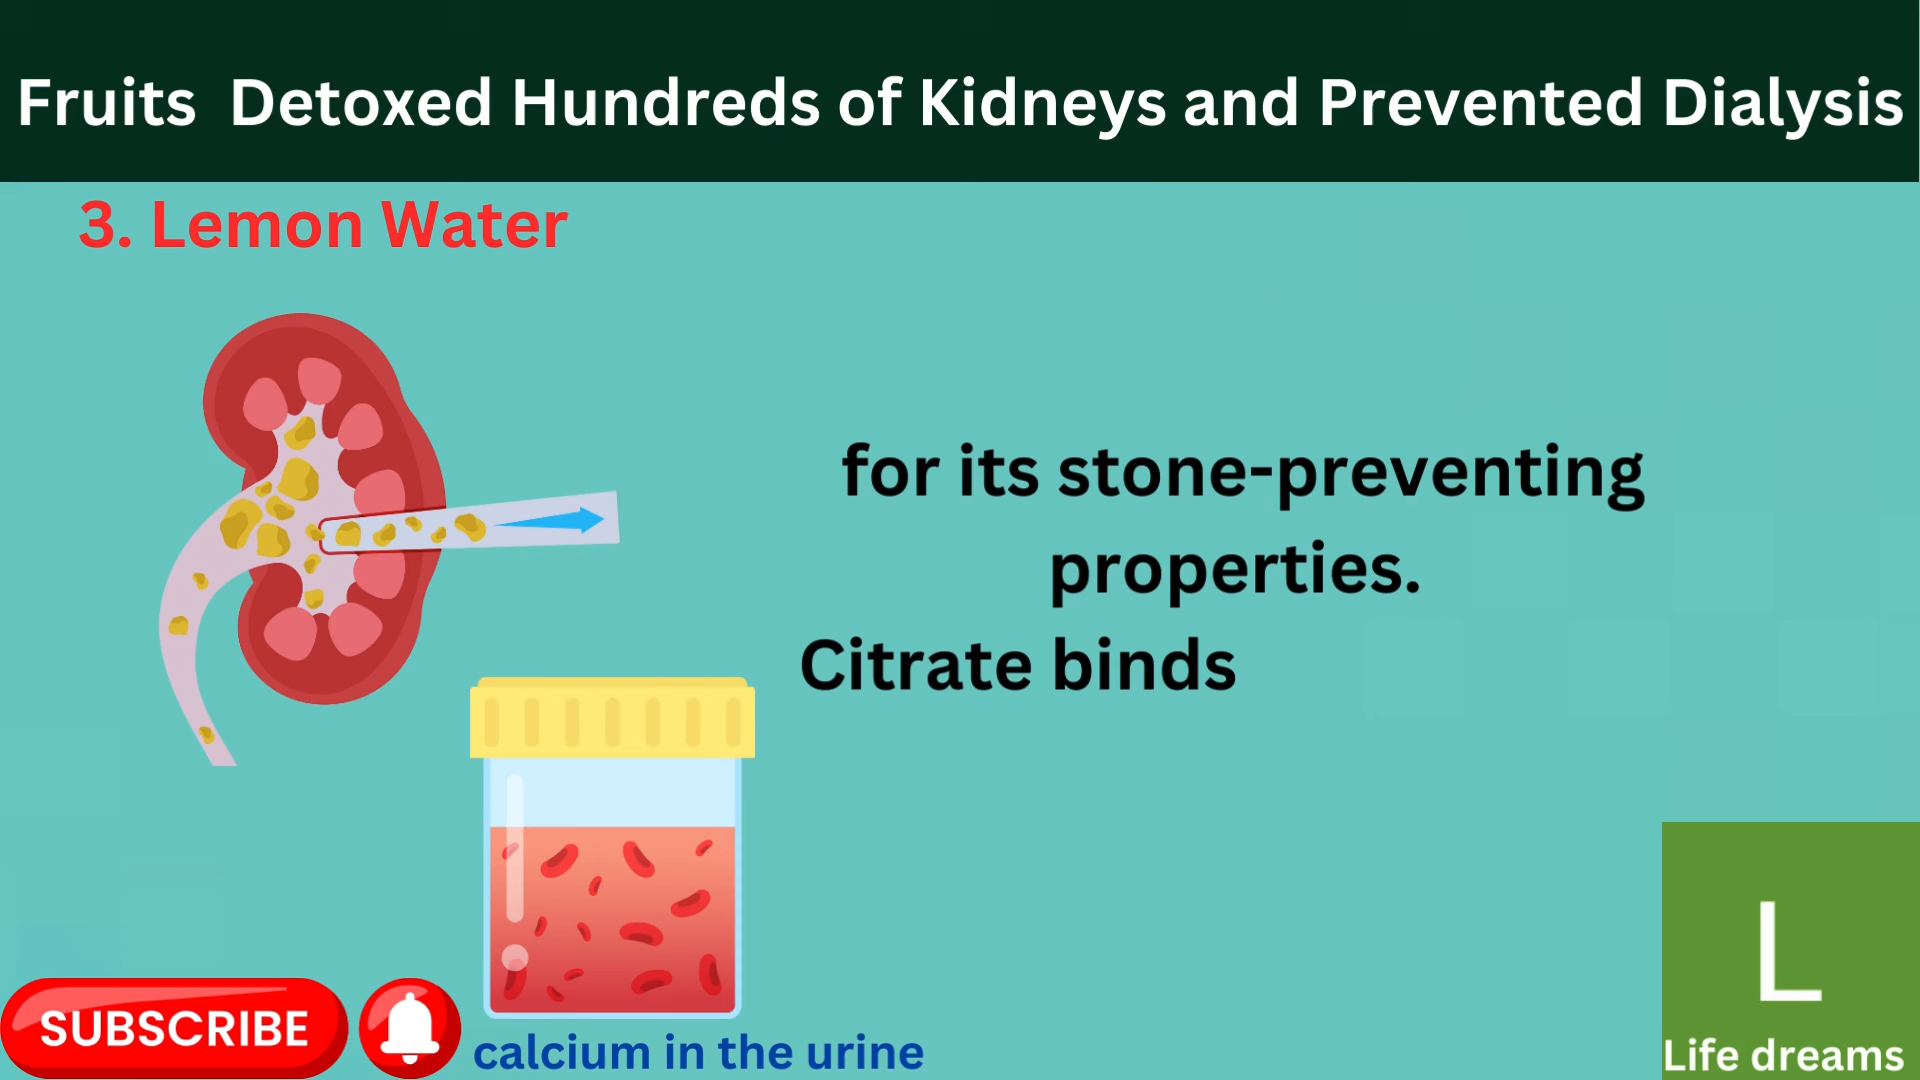 Fruits  Detoxed Hundreds of Kidneys and Prevented Dialysis
3. Lemon Water
for its stone-preventing
properties.
Citrate binds
SUBSCRIBE
calcium in the urine
L
Life dreams